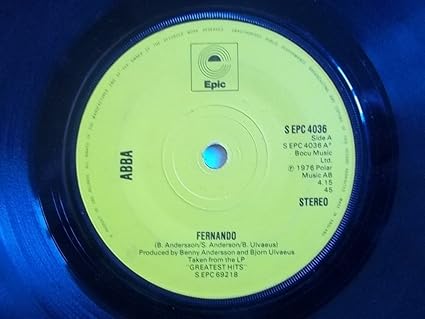 Epic
ABBA
S EPC 4036
Side A
S EPC 4036 A
Bocu Music
Ltd.
℗ 1976 Polar
Music AB
4.15
45
STEREO
FERNANDO
(B. Andersson/S. Anderson/B. Ulvaeus)
Produced by Benny Andersson and Bjorn Ulvaeus
Taken from the LP
"GREATEST HITS"
S EPC 69218